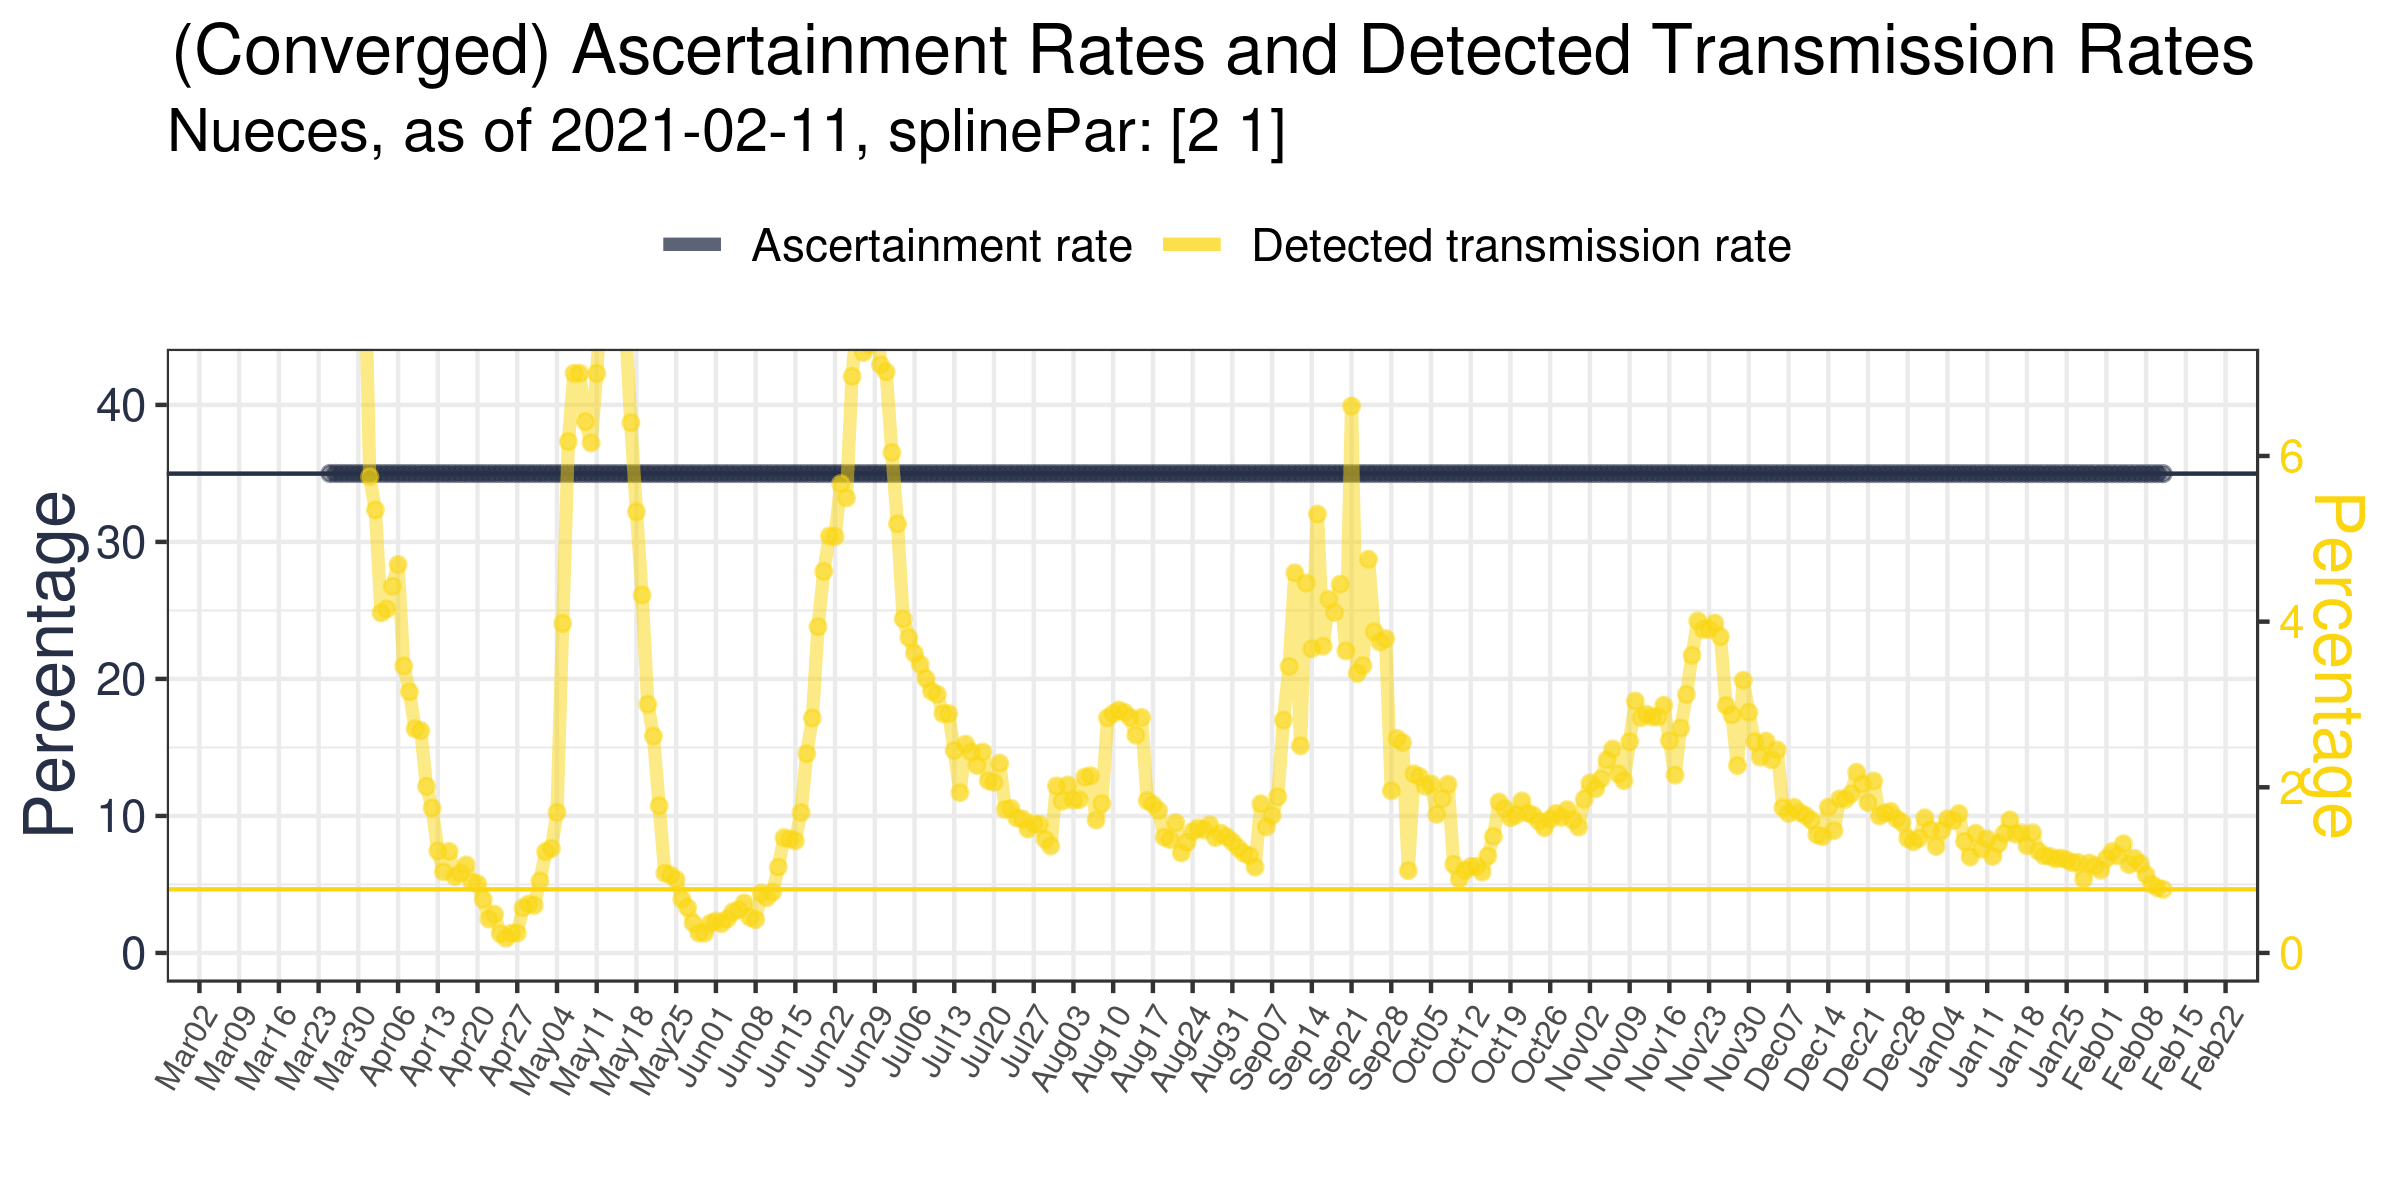 (Converged) Ascertainment Rates and Detected Transmission Rates
Nueces, as of 2021-02-11, splinePar: [2 1]
Ascertainment rate
Detected transmission rate
Percentage
40
30
20
10
0
6
4
2
0
Percentage
Mar02
Mar09
Mar16
Mar23
Mar30
Apr06
Apr13
Apr20
Apr27
May04
May11
May18
May25
Jun01
Jun08
Jun15
Jun22
Jun29
Jul06
Jul13
Jul20
Jul27
Aug03
Aug10
Aug17
Aug24
Aug31
Sep07
Sep14
Sep21
Sep28
Oct05
Oct12
Oct19
Oct26
Nov02
Nov09
Nov16
Nov23
Nov30
Dec07
Dec14
Dec21
Dec28
Jan04
Jan11
Jan18
Jan25
Feb01
Feb08
Feb15
Feb22